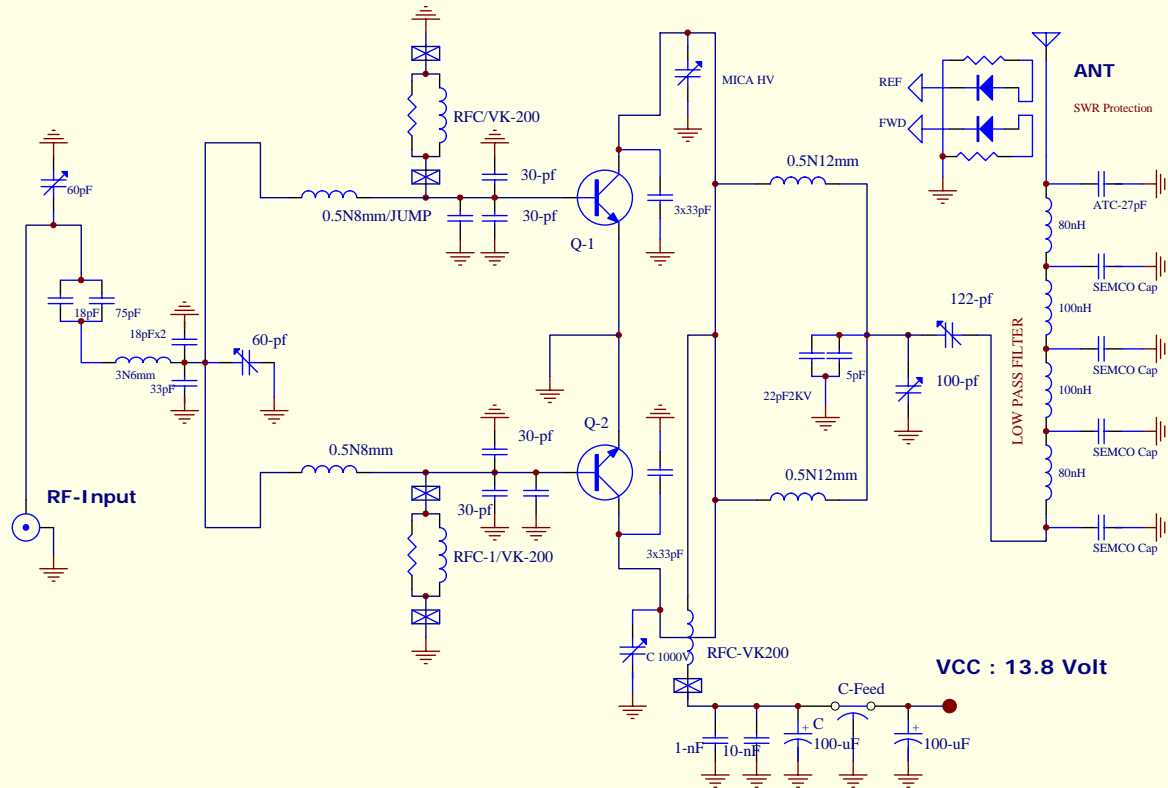 ANT
MICA HV
REF
SWR Protection
RFC/VK-200
FWD
0.5N12mm
30-pf
60pF
ATC-27pF
3x33pF
0.5N8mm/JUMP
30-pf
80nH
Q-1
SEMCO Cap
122-pf
18pF
75pF
100nH
18pFx2
60-pf
LOW PASS FILTER
SEMCO Cap
3N6mm
5pF
100-pf
33pF
22pF2KV
100nH
Q-2
30-pf
0.5N8mm
SEMCO Cap
0.5N12mm
80nH
RF-Input
30-pf
RFC-1/VK-200
3x33pF
SEMCO Cap
C 1000V
RFC-VK200
VCC : 13.8 Volt
C-Feed
+
C
+
1-nF
10-nF
100-uF
100-uF